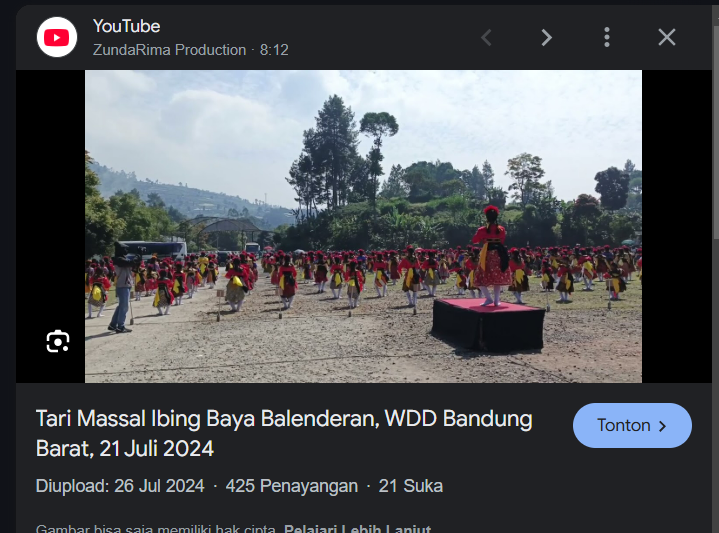 YouTube
ZundaRima Production · 8:12
Tari Massal Ibing Baya Balenderan, WDD Bandung
Barat, 21 Juli 2024
Tonton
Diupload: 26 Jul 2024 · 425 Penayangan · 21 Suka
Gambar bisa saja memiliki hak cipta. Pelajari Lebih Lanjut